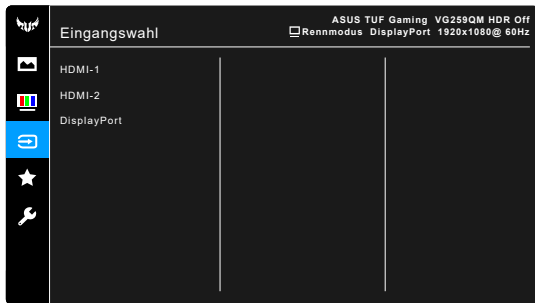 ASUS TUF Gaming VG259QM HDR Off
Eingangswahl
Rennmodus DisplayPort 1920x1080@ 60Hz
HDMI-1
HDMI-2
DisplayPort